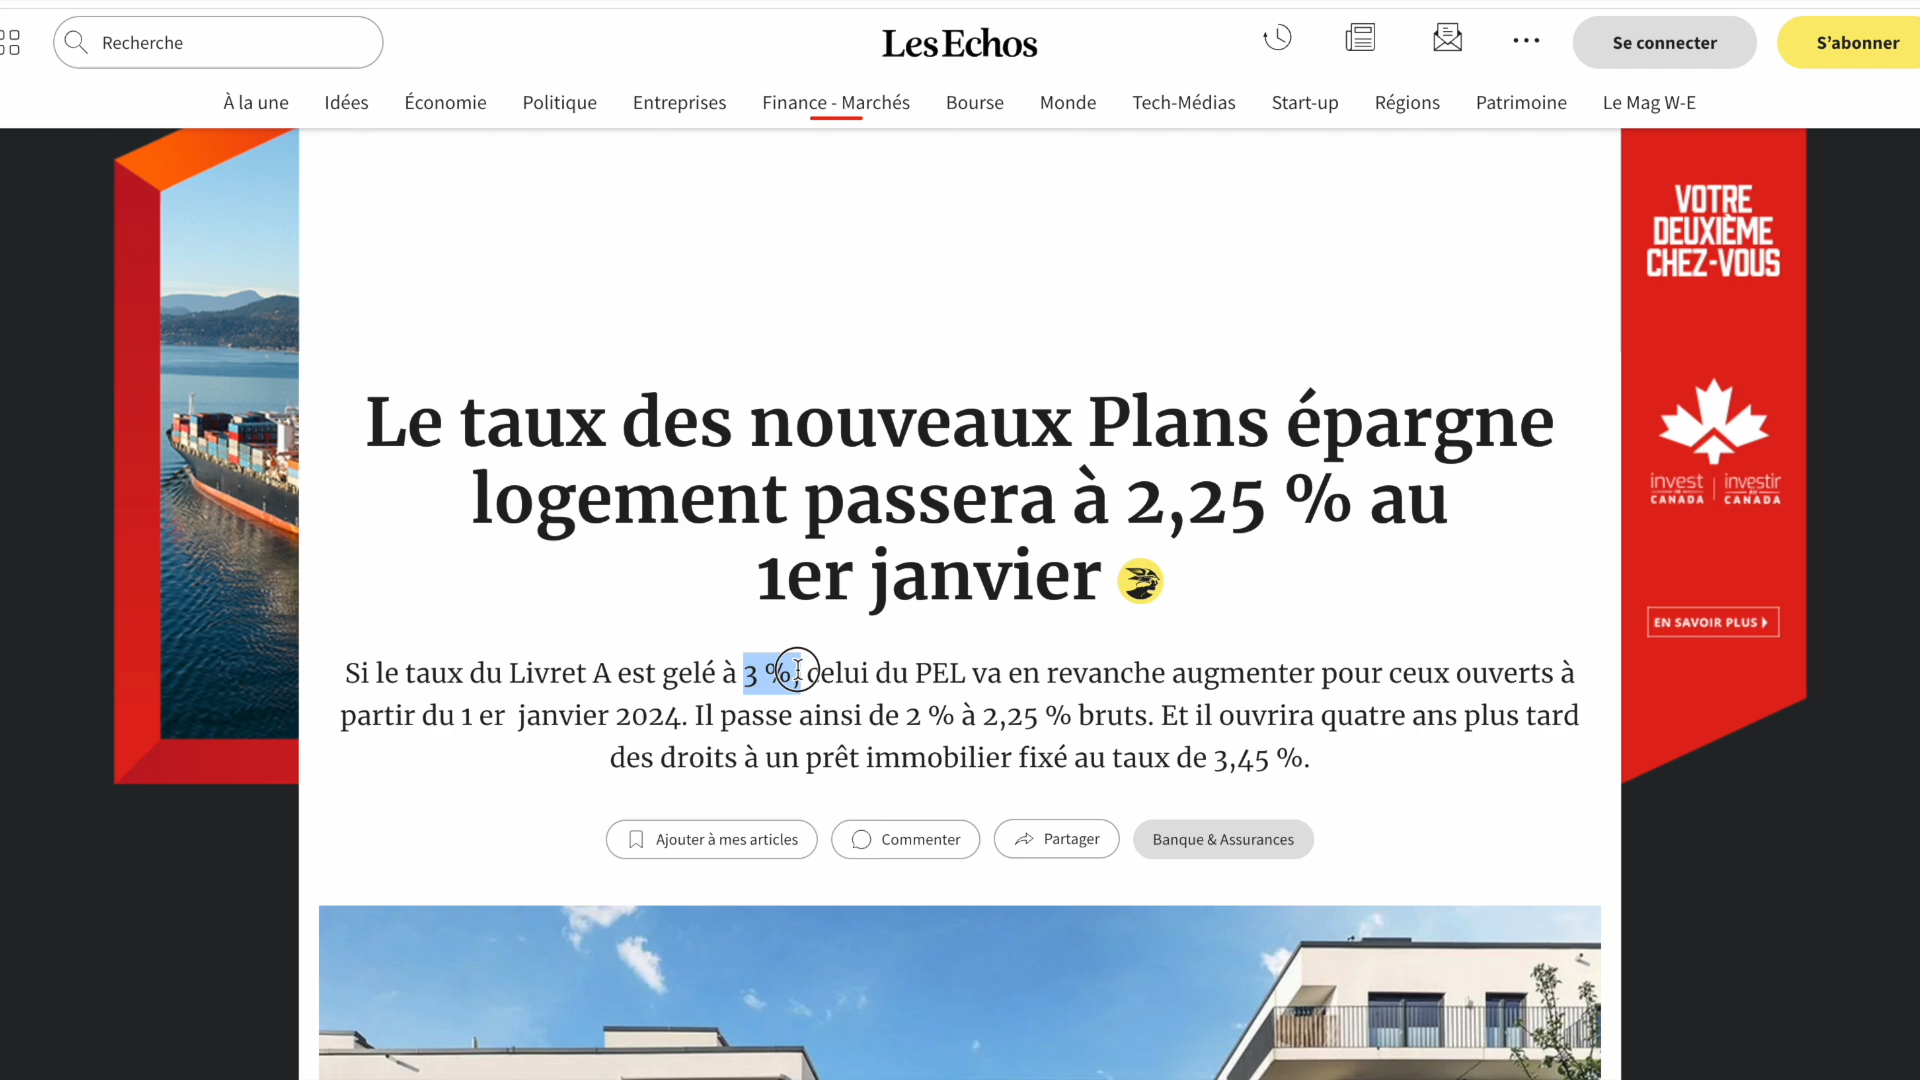 Recherche
Les Echos
Se connecter
S'abonner
À la une
Idées
Économie
Politique
Entreprises
Finance - Marchés
Bourse
Monde
Tech-Médias
Start-up
Régions
Patrimoine
Le Mag W-E
VOTRE
DEUXIÈME
CHEZ-VOUS
Le taux des nouveaux Plans épargne
logement passera à 2,25 % au
1er janvier
invest | investir
CANADA | CANADA
EN SAVOIR PLUS
Si le taux du Livret A est gelé à 3 %, celui du PEL va en revanche augmenter pour ceux ouverts à
partir du 1 er janvier 2024. Il passe ainsi de 2 % à 2,25 % bruts. Et il ouvrira quatre ans plus tard
des droits à un prêt immobilier fixé au taux de 3,45 %.
Ajouter à mes articles
Commenter
Partager
Banque & Assurances